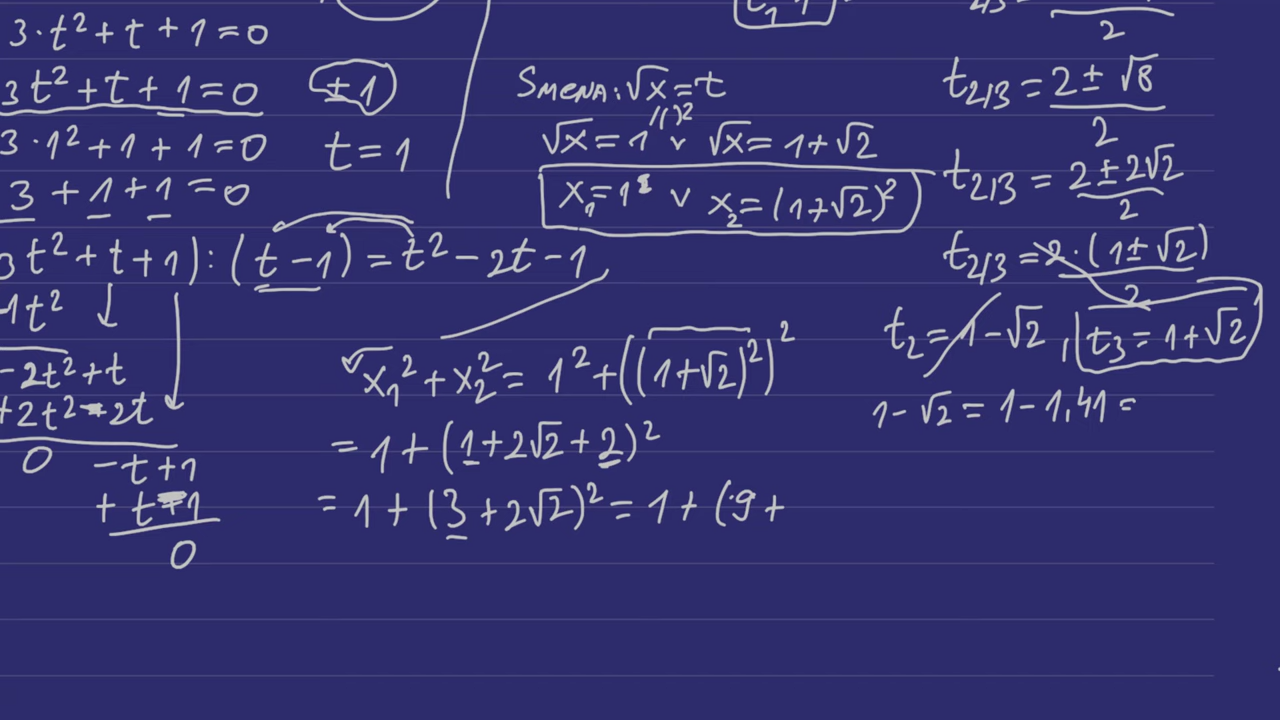 3·t²+t+1=0
3t²+t+1=0 ±1
3·1²+1+1=0 t=1
3+1+1=0
3t²+t+1):(t-1)=t²-2t-1
-1t²
-2t²+t
+2t²-2t
0 -t+1
+t-1
0
SMENA: √x=t
√x=1 /()² ∨ √x=1+√2
x₁=1² ∨ x₂=(1+√2)²
x₁²+x₂²=1²+((1+√2)²)²
=1+(1+2√2+2)²
=1+(3+2√2)²=1+(9+
2
t₂/₃=2±√8/2
t₂/₃=2±2√2/2
t₂/₃=2·(1±√2)/2
t₂=1-√2, t₃=1+√2
1-√2=1-1,41=